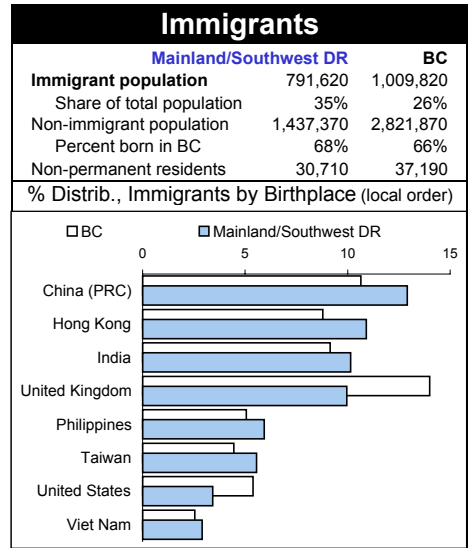 Immigrants
Mainland/Southwest DR BC
Immigrant population 791,620 1,009,820
Share of total population 35% 26%
Non-immigrant population 1,437,370 2,821,870
Percent born in BC 68% 66%
Non-permanent residents 30,710 37,190
% Distrib., Immigrants by Birthplace (local order)
BC Mainland/Southwest DR
0 5 10 15
China (PRC)
Hong Kong
India
United Kingdom
Philippines
Taiwan
United States
Viet Nam